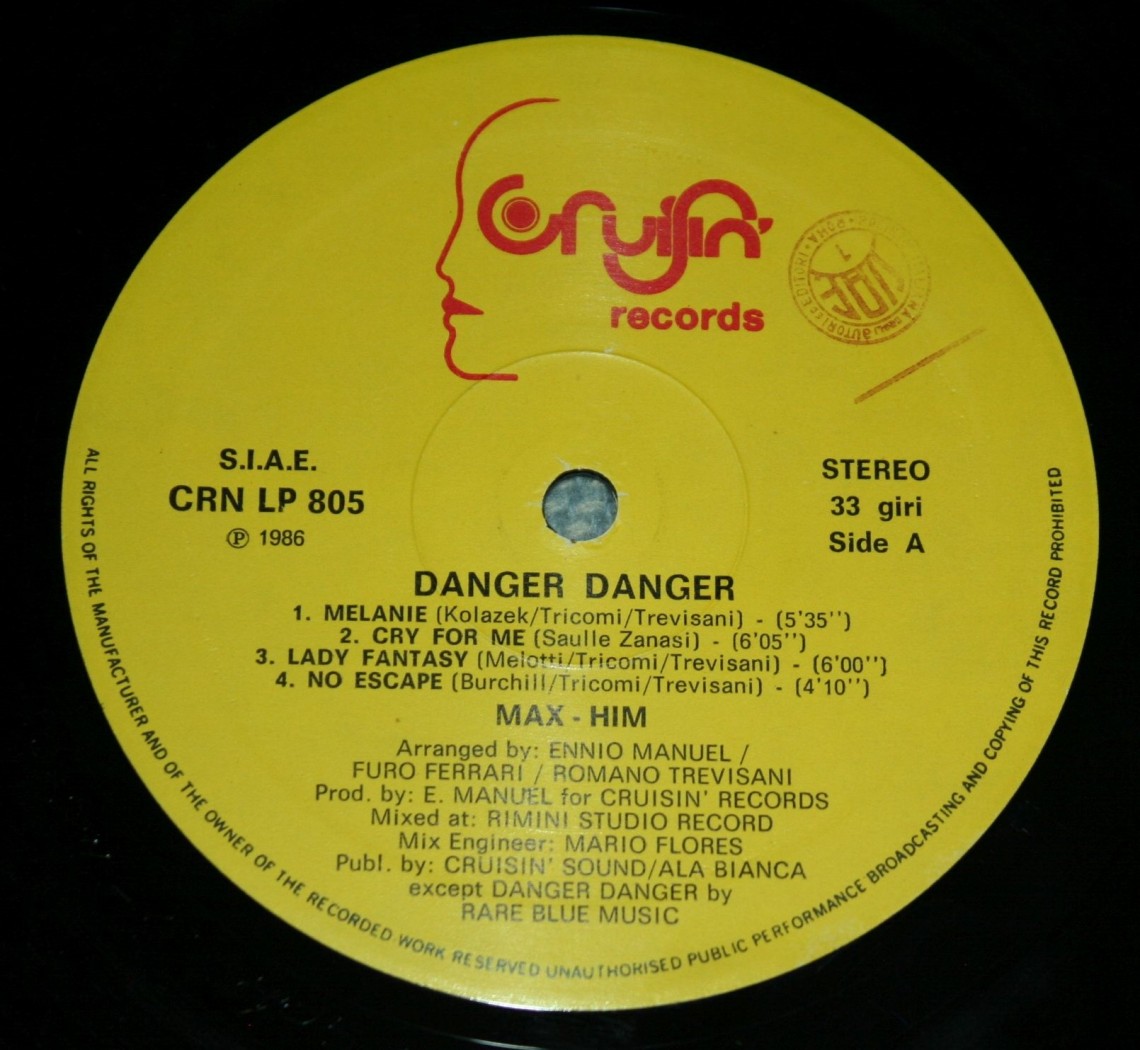 Cruisin'
records
S.I.A.E.
CRN LP 805
℗ 1986
STEREO
33 giri
Side A
DANGER DANGER
1. MELANIE (Kolazek/Tricomi/Trevisani) - (5'35'')
2. CRY FOR ME (Saulle Zanasi) - (6'05'')
3. LADY FANTASY (Melotti/Tricomi/Trevisani) - (6'00'')
4. NO ESCAPE (Burchill/Tricomi/Trevisani) - (4'10'')
MAX - HIM
Arranged by: ENNIO MANUEL /
FURO FERRARI / ROMANO TREVISANI
Prod. by: E. MANUEL for CRUISIN' RECORDS
Mixed at: RIMINI STUDIO RECORD
Mix Engineer: MARIO FLORES
Publ. by: CRUISIN' SOUND/ALA BIANCA
except DANGER DANGER by
RARE BLUE MUSIC
ALL RIGHTS OF THE MANUFACTURER AND OF THE OWNER OF THE RECORDED WORK RESERVED UNAUTHORISED PUBLIC PERFORMANCE BROADCASTING AND COPYING OF THIS RECORD PROHIBITED
SIAE
EDITORI · ROMA